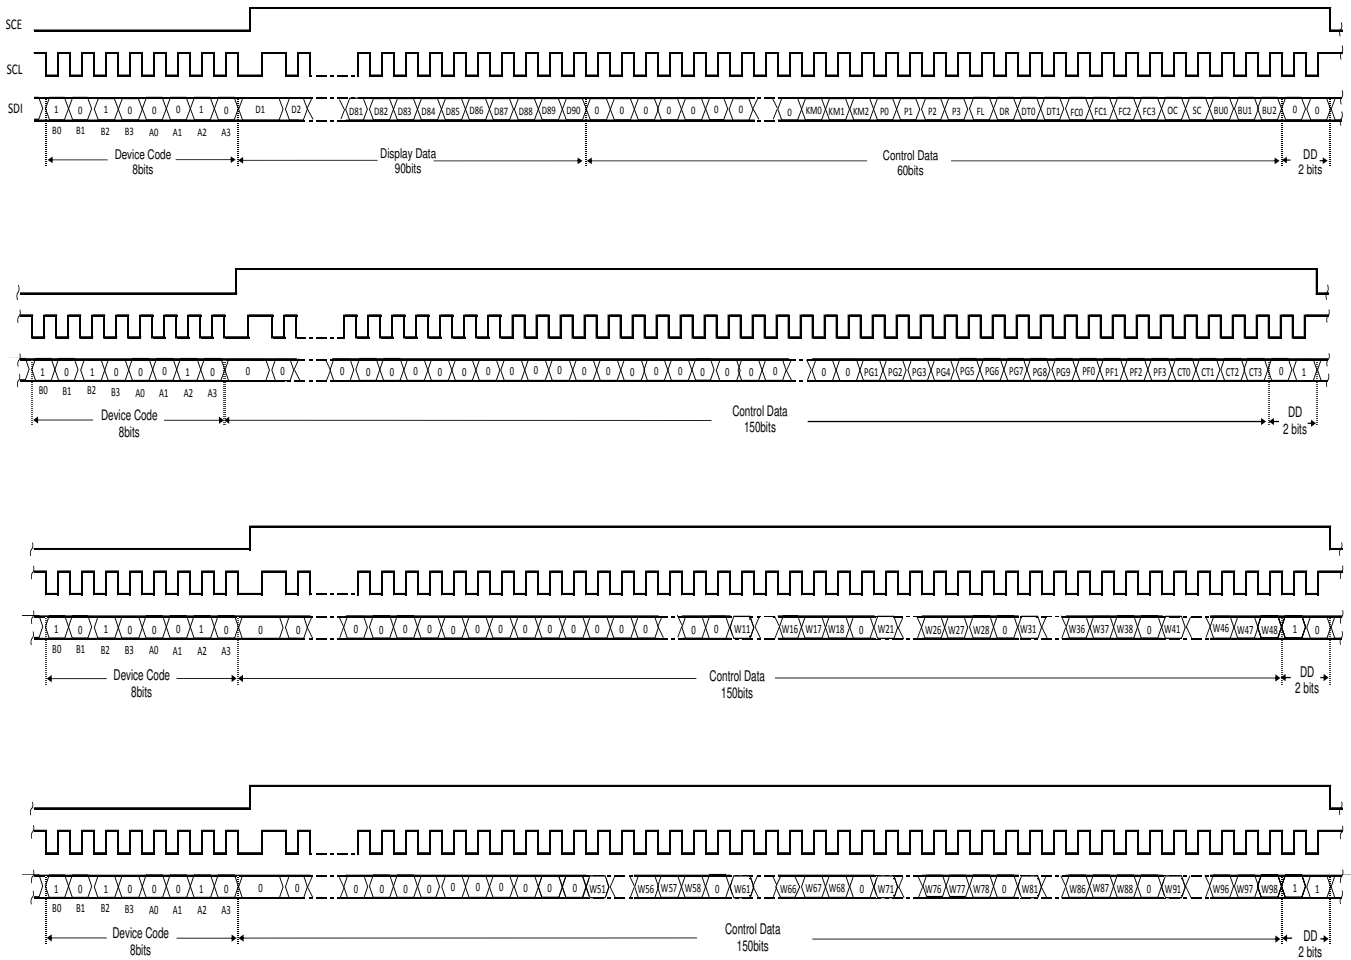 SCE
SCL
SDI 1 0 1 0 0 0 1 0 D1 D2 D81 D82 D83 D84 D85 D86 D87 D88 D89 D90 0 0 0 0 0 0 0 0 KM0 KM1 KM2 P0 P1 P2 P3 FL DR DT0 DT1 FC0 FC1 FC2 FC3 OC SC BU0 BU1 BU2 0 0
B0 B1 B2 B3 A0 A1 A2 A3
Device Code Display Data Control Data DD
8bits 90bits 60bits 2 bits
1 0 1 0 0 0 1 0 0 0 0 0 0 0 0 0 0 0 0 0 0 0 0 0 0 0 0 0 0 0 0 PG1 PG2 PG3 PG4 PG5 PG6 PG7 PG8 PG9 PF0 PF1 PF2 PF3 CT0 CT1 CT2 CT3 0 1
B0 B1 B2 B3 A0 A1 A2 A3
Device Code Control Data DD
8bits 150bits 2 bits
1 0 1 0 0 0 1 0 0 0 0 0 0 0 0 0 0 0 0 0 0 0 0 0 0 0 W11 W16 W17 W18 0 W21 W26 W27 W28 0 W31 W36 W37 W38 0 W41 W46 W47 W48 1 0
B0 B1 B2 B3 A0 A1 A2 A3
Device Code Control Data DD
8bits 150bits 2 bits
1 0 1 0 0 0 1 0 0 0 0 0 0 0 0 0 0 0 0 0 W51 W56 W57 W58 0 W61 W66 W67 W68 0 W71 W76 W77 W78 0 W81 W86 W87 W88 0 W91 W96 W97 W98 1 1
B0 B1 B2 B3 A0 A1 A2 A3
Device Code Control Data DD
8bits 150bits 2 bits